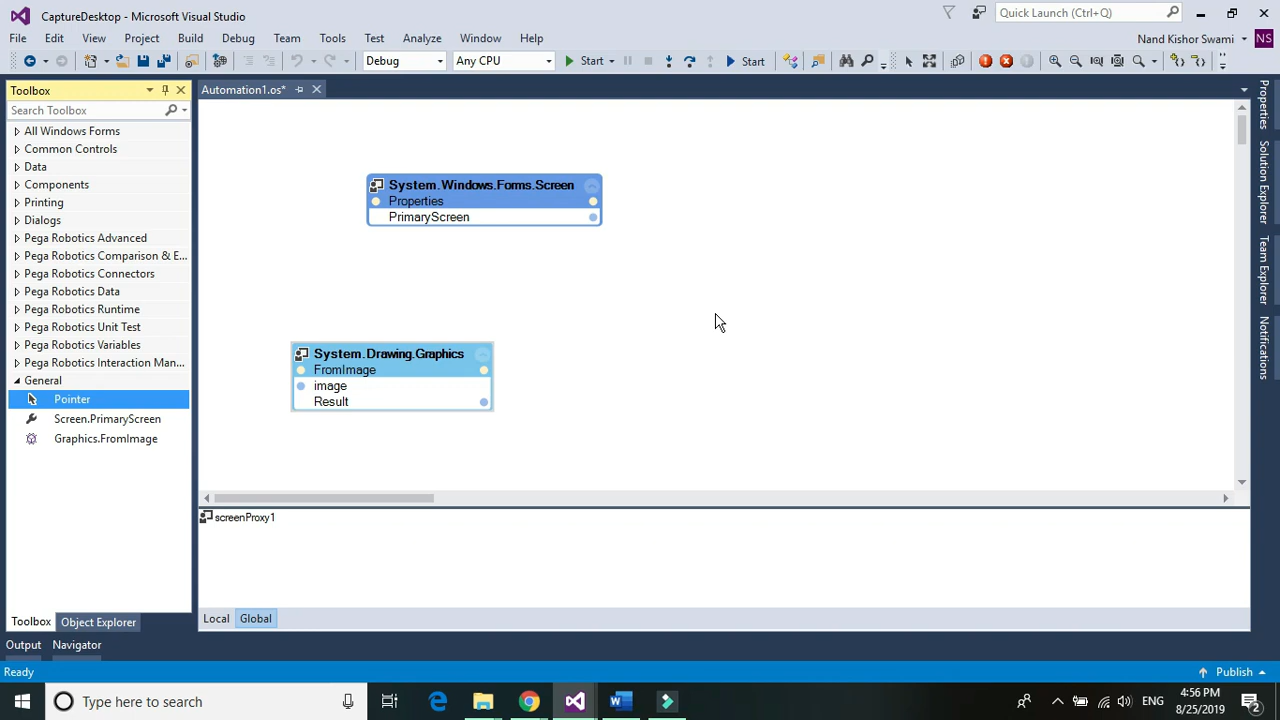 CaptureDesktop - Microsoft Visual Studio
Quick Launch (Ctrl+Q)
File Edit View Project Build Debug Team Tools Test Analyze Window Help
Nand Kishor Swami NS
Debug Any CPU Start Start
Toolbox
Automation1.os*
Search Toolbox
All Windows Forms
Common Controls
Data
Components
Printing
Dialogs
Pega Robotics Advanced
Pega Robotics Comparison & E...
Pega Robotics Connectors
Pega Robotics Data
Pega Robotics Runtime
Pega Robotics Unit Test
Pega Robotics Variables
Pega Robotics Interaction Man...
General
Pointer
Screen.PrimaryScreen
Graphics.FromImage
System.Windows.Forms.Screen
Properties
PrimaryScreen
System.Drawing.Graphics
FromImage
image
Result
screenProxy1
Local Global
Properties
Solution Explorer
Team Explorer
Notifications
Toolbox Object Explorer
Output Navigator
Ready
Publish
Type here to search
ENG
4:56 PM
8/25/2019
2